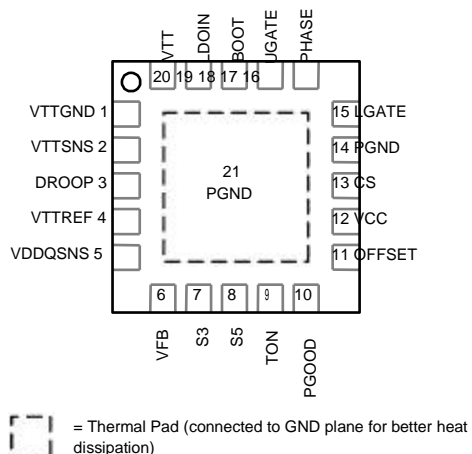 VTT
LDOIN
BOOT
UGATE
PHASE
20 19 18 17 16
VTTGND 1
VTTSNS 2
DROOP 3
VTTREF 4
VDDQSNS 5
21
PGND
15 LGATE
14 PGND
13 CS
12 VCC
11 OFFSET
6 7 8 9 10
VFB
S3
S5
TON
PGOOD
= Thermal Pad (connected to GND plane for better heat
dissipation)